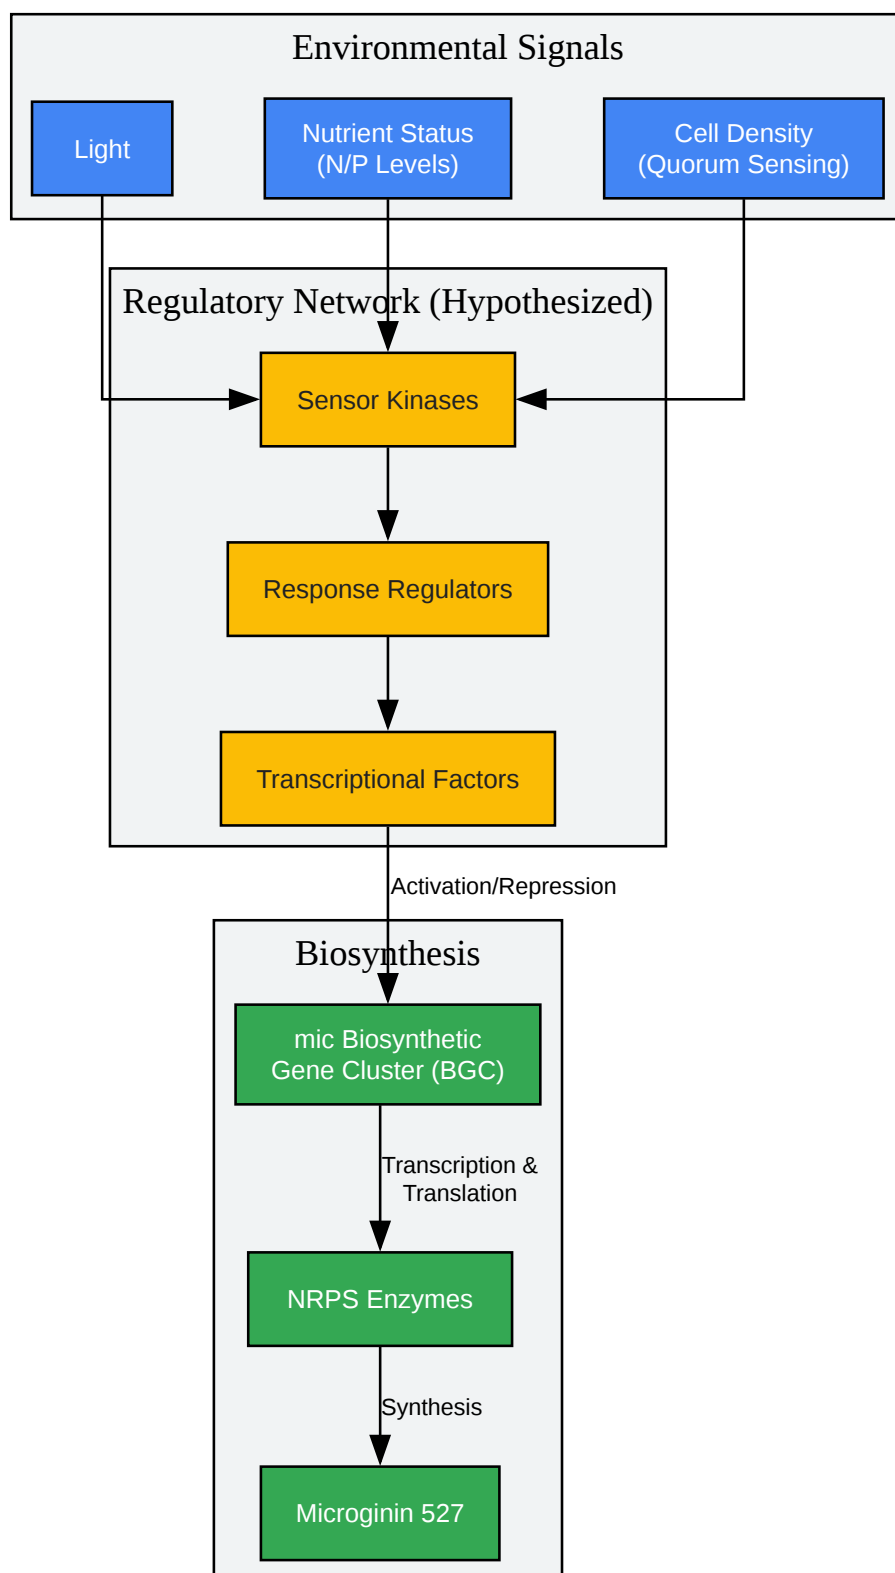 Environmental Signals
Light
Nutrient Status
(N/P Levels)
Cell Density
(Quorum Sensing)
Regulatory Network (Hypothesized)
Sensor Kinases
Response Regulators
Transcriptional Factors
Activation/Repression
Biosynthesis
mic Biosynthetic
Gene Cluster (BGC)
Transcription &
Translation
NRPS Enzymes
Synthesis
Microginin 527